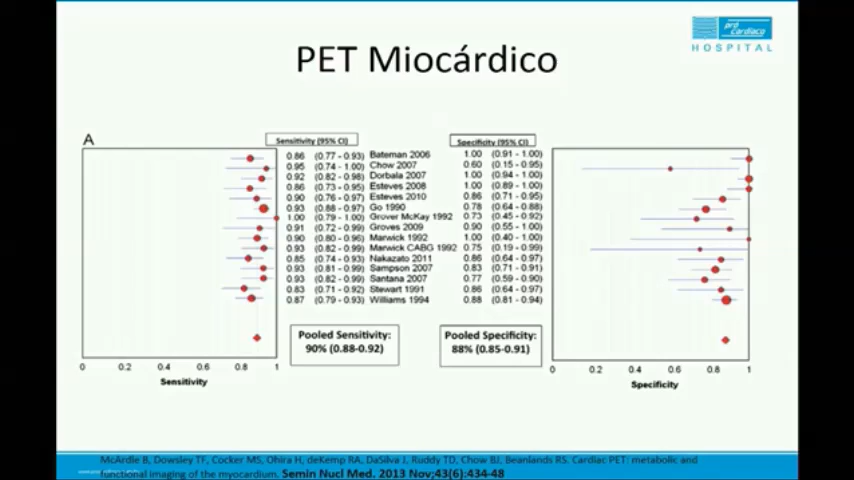 pró
cardíaco
HOSPITAL
PET Miocárdico
A
Sensitivity (95% CI)
Specificity (95% CI)
0.86 (0.77 - 0.93) Bateman 2006 1.00 (0.91 - 1.00)
0.95 (0.74 - 1.00) Chow 2007 0.60 (0.15 - 0.95)
0.92 (0.82 - 0.98) Dorbala 2007 1.00 (0.94 - 1.00)
0.86 (0.73 - 0.95) Esteves 2008 1.00 (0.89 - 1.00)
0.90 (0.76 - 0.97) Esteves 2010 0.86 (0.71 - 0.95)
0.93 (0.88 - 0.97) Go 1990 0.78 (0.64 - 0.88)
1.00 (0.79 - 1.00) Grover McKay 1992 0.73 (0.45 - 0.92)
0.91 (0.72 - 0.99) Groves 2009 0.90 (0.55 - 1.00)
0.90 (0.80 - 0.96) Marwick 1992 1.00 (0.40 - 1.00)
0.93 (0.82 - 0.99) Marwick CABG 1992 0.75 (0.19 - 0.99)
0.85 (0.74 - 0.93) Nakazato 2011 0.86 (0.64 - 0.97)
0.93 (0.81 - 0.99) Sampson 2007 0.83 (0.71 - 0.91)
0.93 (0.82 - 0.99) Santana 2007 0.77 (0.59 - 0.90)
0.83 (0.71 - 0.92) Stewart 1991 0.86 (0.64 - 0.97)
0.87 (0.79 - 0.93) Williams 1994 0.88 (0.81 - 0.94)
Pooled Sensitivity:
90% (0.88-0.92)
Pooled Specificity:
88% (0.85-0.91)
0 0.2 0.4 0.6 0.8 1
Sensitivity
0 0.2 0.4 0.6 0.8 1
Specificity
McArdle B, Dowsley TF, Cocker MS, Ohira H, deKemp RA, DaSilva J, Ruddy TD, Chow BJ, Beanlands RS. Cardiac PET: metabolic and
functional imaging of the myocardium. Semin Nucl Med. 2013 Nov;43(6):434-48